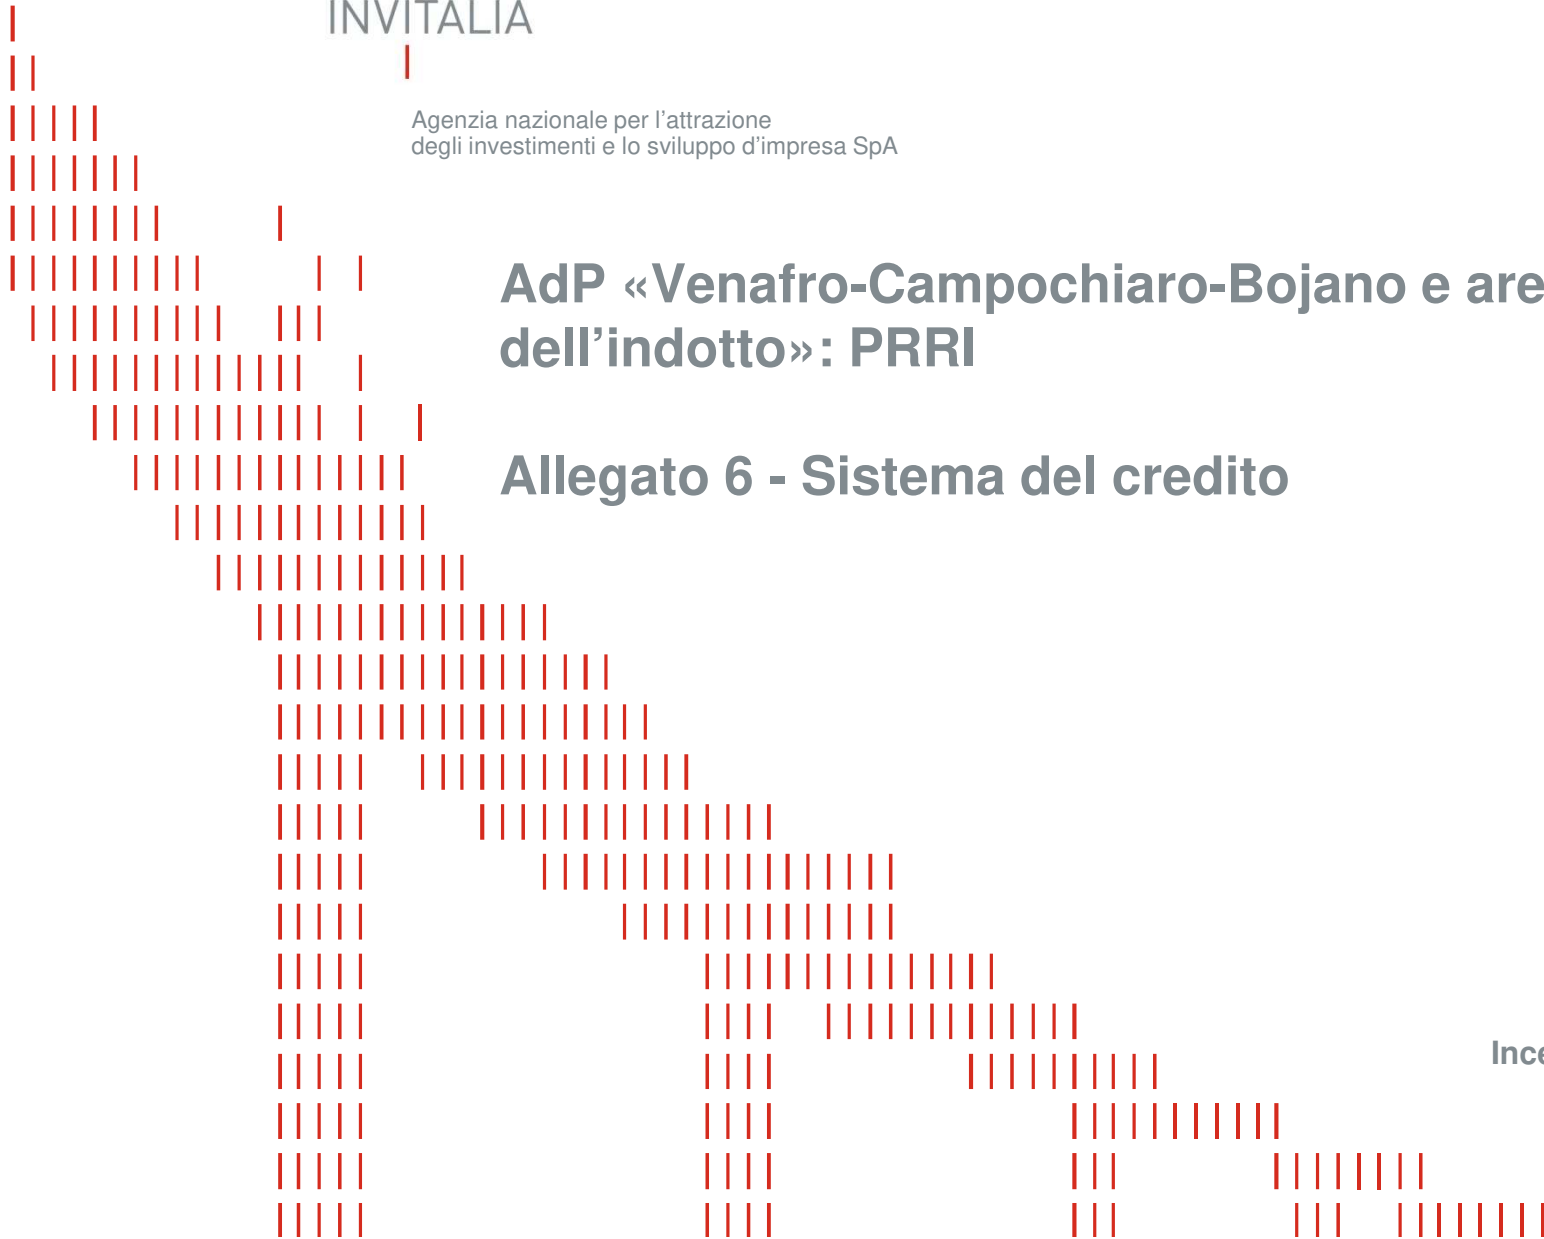 INVITALIA
Agenzia nazionale per l'attrazione
degli investimenti e lo sviluppo d'impresa SpA
AdP «Venafro-Campochiaro-Bojano e are
dell'indotto»: PRRI
Allegato 6 - Sistema del credito
Ince